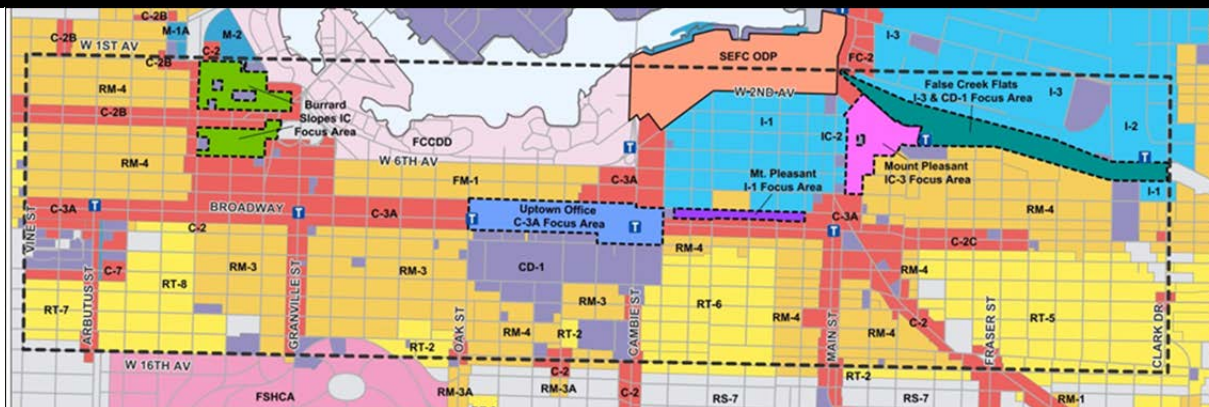 C-2B
C-2B
M-1A
M-2
W 1ST AV
C-2B
C-2
RM-4
C-2B
Burrard
Slopes IC
Focus Area
RM-4
FCCDD
W 6TH AV
FM-1
C-3A
SEFC ODP
W 2ND AV
I-1
FC-2
I-3
False Creek Flats
I-3 & CD-1 Focus Area
I-3
I-2
IC-2
T
T
T
Mt. Pleasant
I-1 Focus Area
Mount Pleasant
IC-3 Focus Area
I-1
C-3A
T
BROADWAY
T
C-3A
T
Uptown Office
C-3A Focus Area
T
C-3A
T
RM-4
VINE ST
C-2
RM-4
C-2C
C-7
RT-8
RM-3
RM-3
CD-1
RM-4
RT-7
ARBUTUS ST
GRANVILLE ST
OAK ST
CAMBIE ST
MAIN ST
FRASER ST
CLARK DR
RM-3
RT-6
RM-4
RM-4
C-2
RT-5
RM-4
RT-2
RT-2
W 16TH AV
FSHCA
RM-3A
C-2
RM-3A
C-2
RS-7
RT-2
RS-7
RM-1